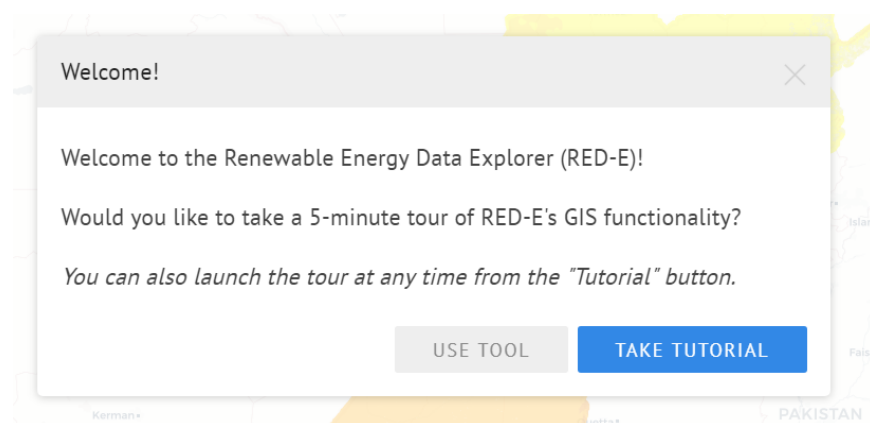 Welcome!
Welcome to the Renewable Energy Data Explorer (RED-E)!
Would you like to take a 5-minute tour of RED-E's GIS functionality?
You can also launch the tour at any time from the "Tutorial" button.
USE TOOL TAKE TUTORIAL
Kerman
PAKISTAN